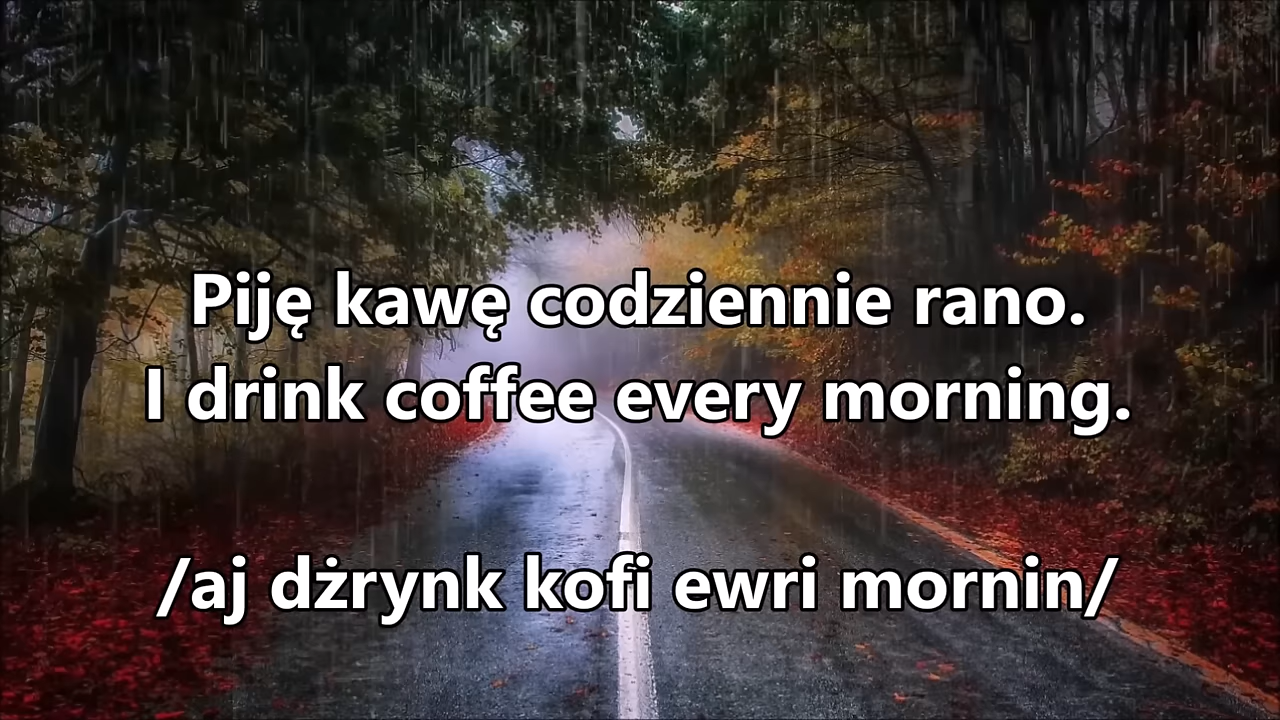 Piję kawę codziennie rano.
I drink coffee every morning.
/aj dżrynk kofi ewri mornin/